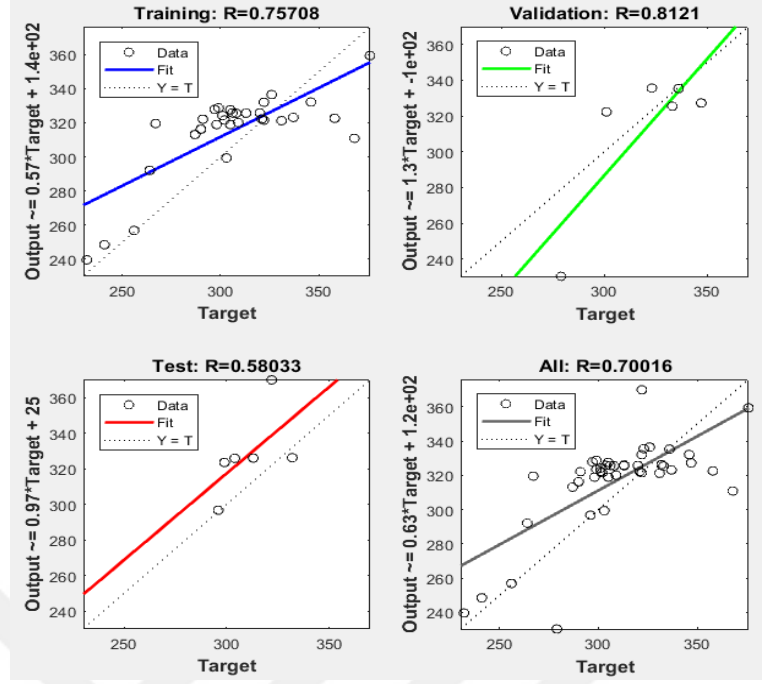 Training: R=0.75708
Output ~= 0.57*Target + 1.4e+02
360
340
320
300
280
260
240
Data
Fit
Y = T
250
300
350
Target
Validation: R=0.8121
Output ~= 1.3*Target + -1e+02
360
340
320
300
280
260
240
Data
Fit
Y = T
250
300
350
Target
Test: R=0.58033
Output ~= 0.97*Target + 25
360
340
320
300
280
260
240
Data
Fit
Y = T
250
300
350
Target
All: R=0.70016
Output ~= 0.63*Target + 1.2e+02
360
340
320
300
280
260
240
Data
Fit
Y = T
250
300
350
Target